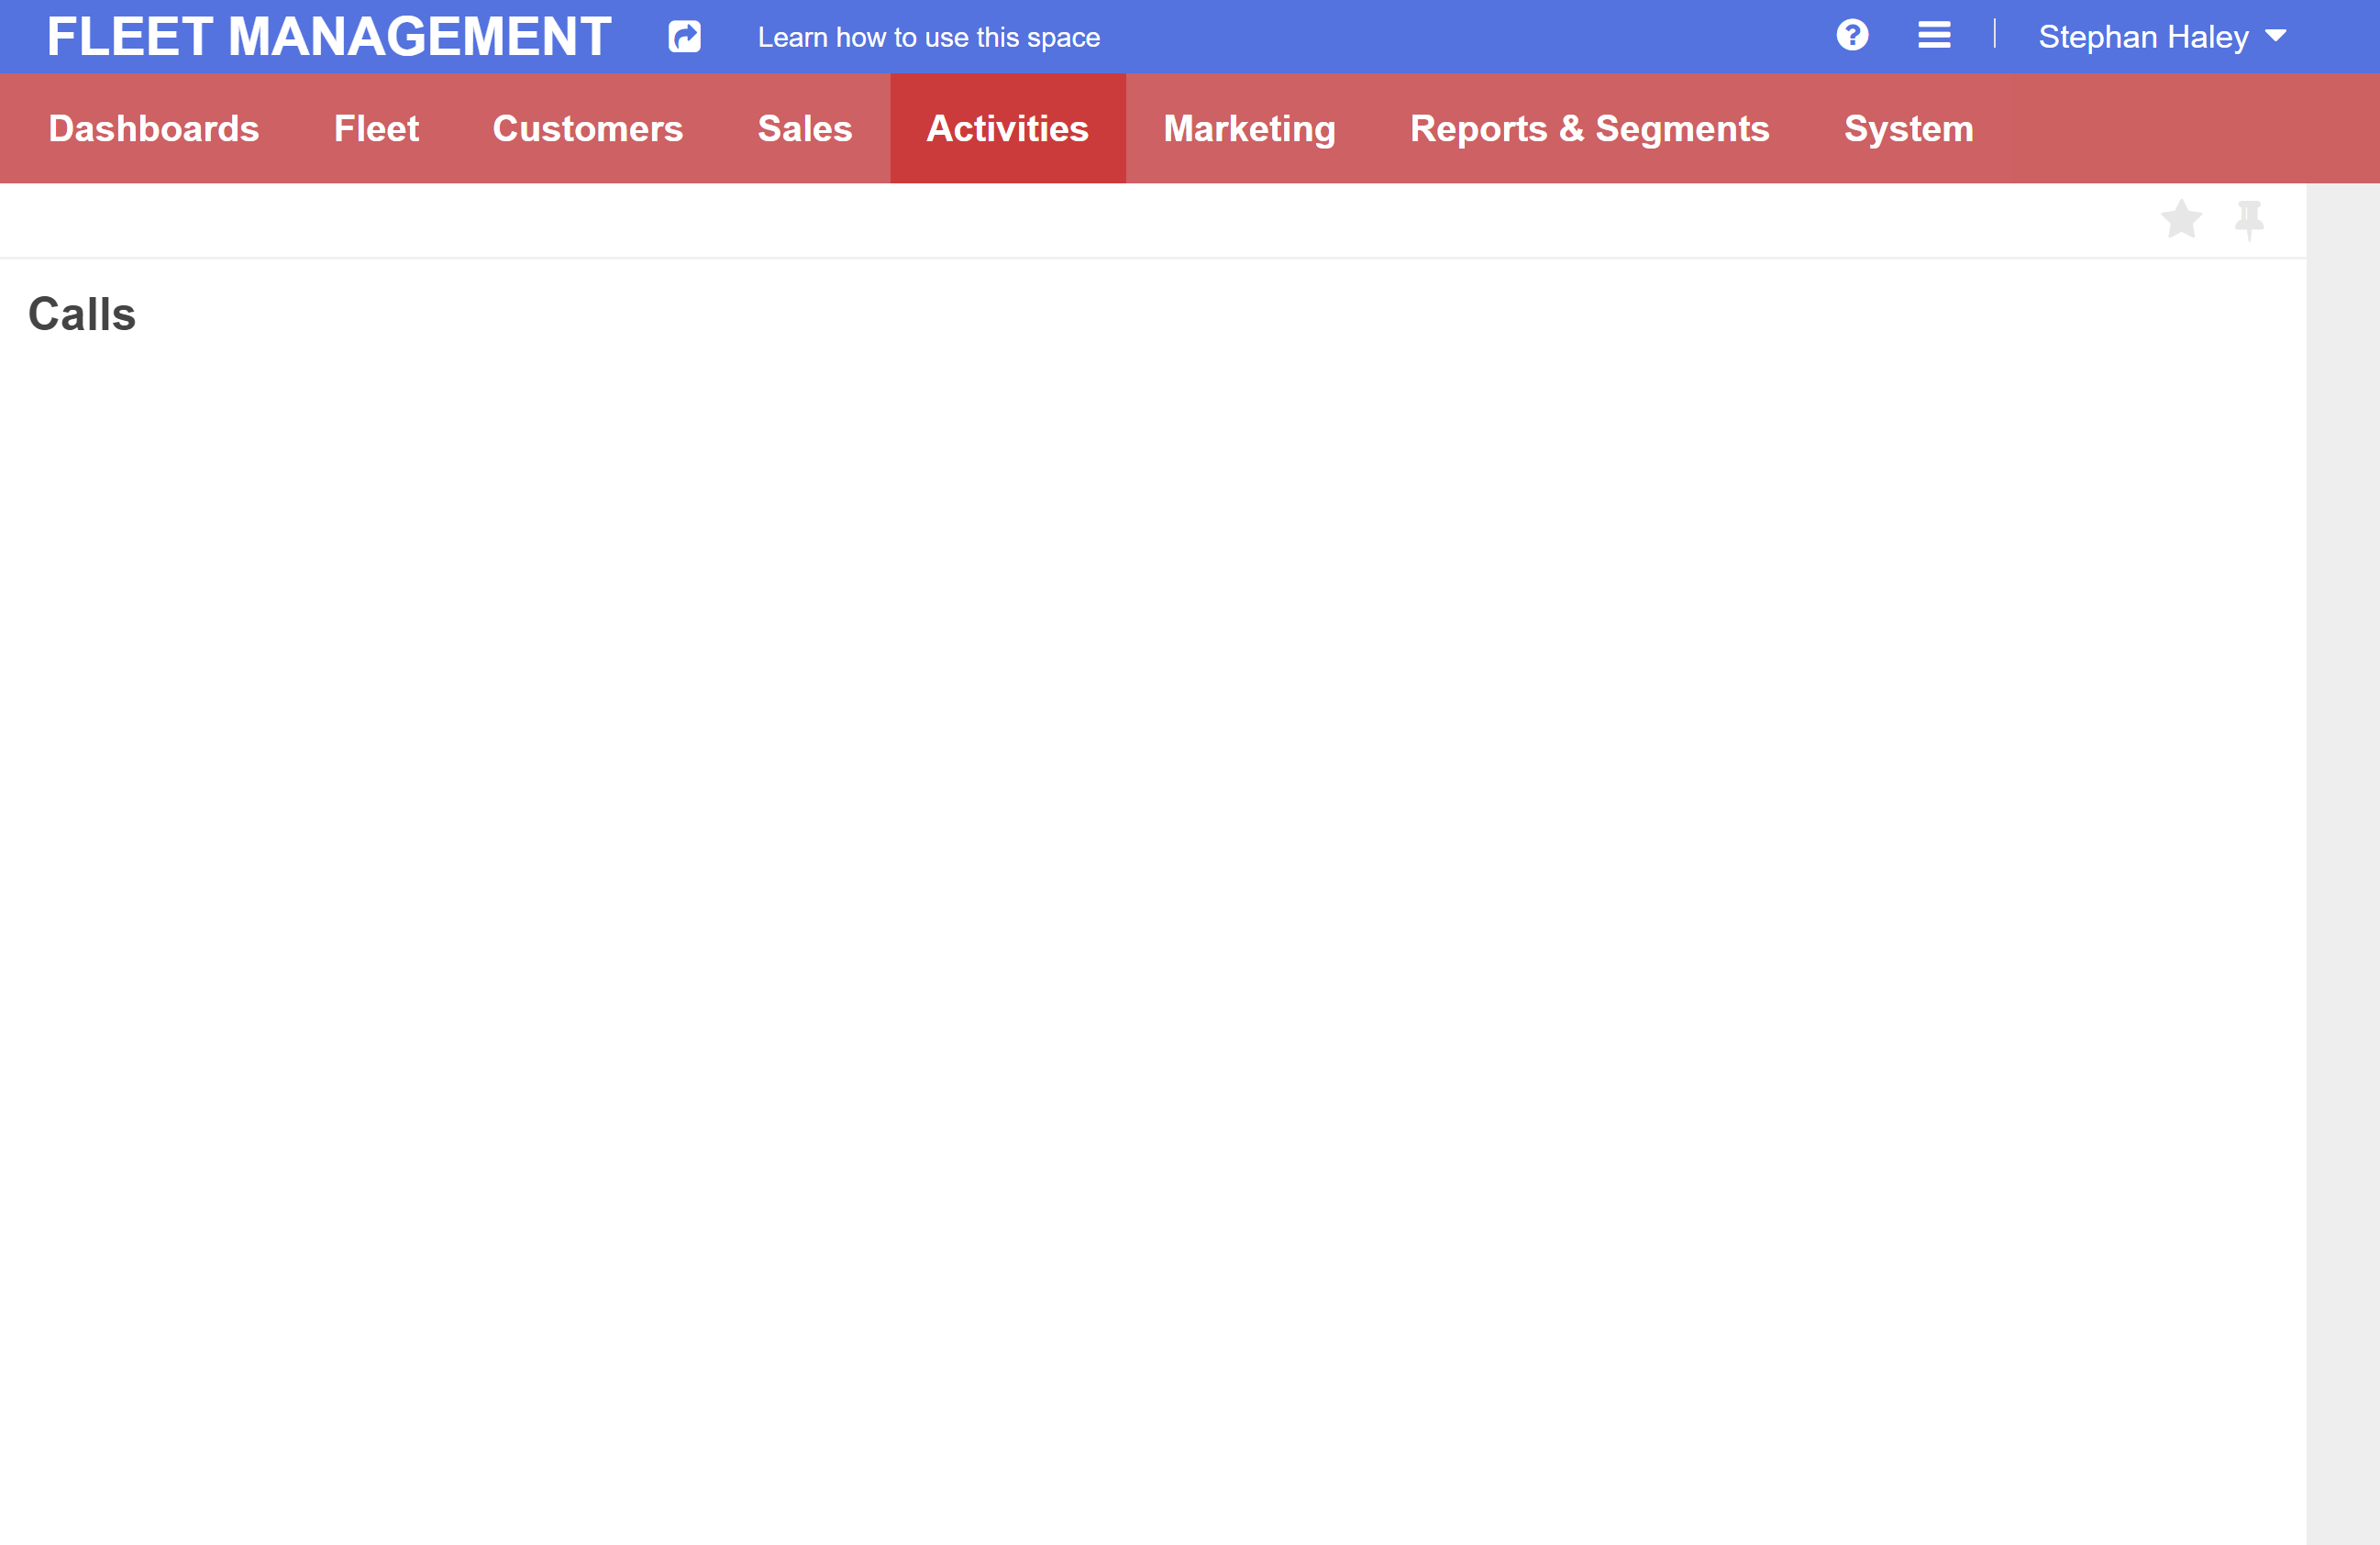 FLEET MANAGEMENT Learn how to use this space Stephan Haley
Dashboards Fleet Customers Sales Activities Marketing Reports & Segments System
Calls